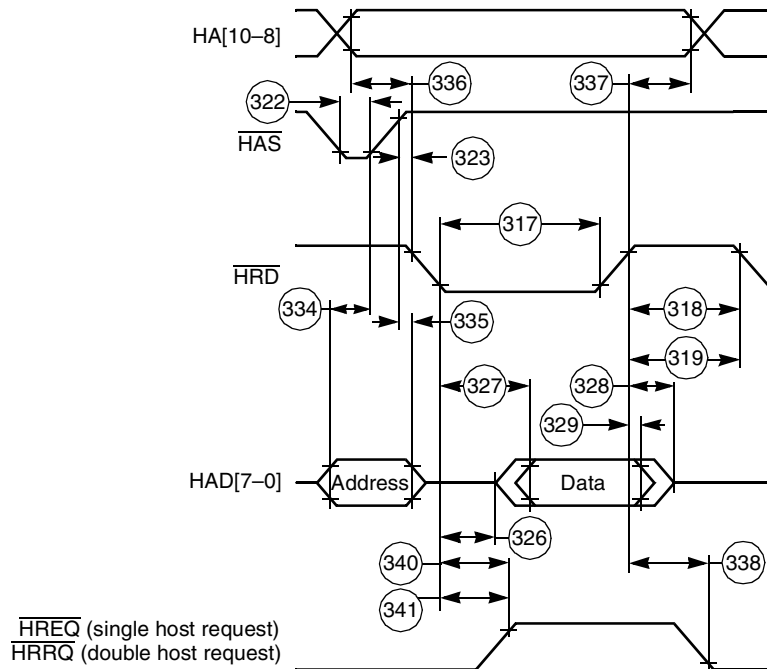 HA[10–8]
336
337
322
HAS
323
317
HRD
334
335
318
319
327
328
329
HAD[7–0]
Address
Data
326
340
338
341
HREQ (single host request)
HRRQ (double host request)